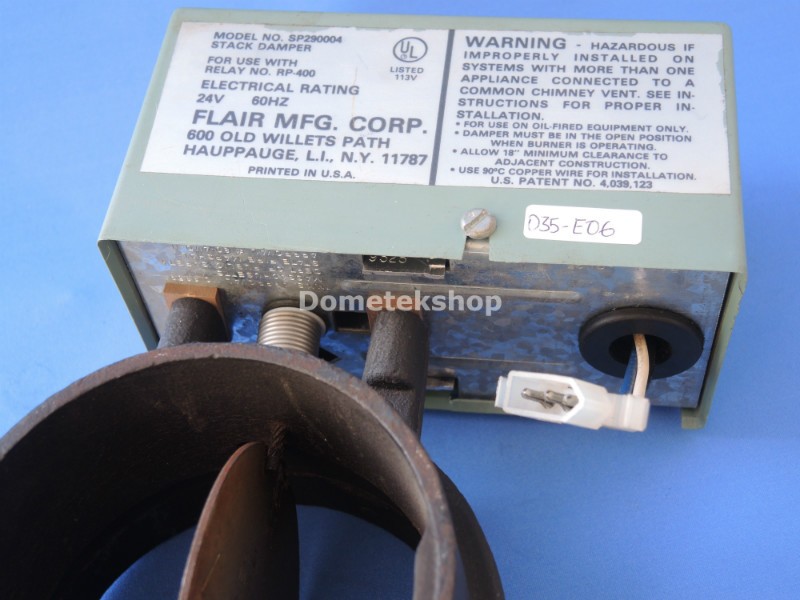 MODEL NO. SP290004
STACK DAMPER
FOR USE WITH
RELAY NO. RP-400
ELECTRICAL RATING
24V 60HZ
FLAIR MFG. CORP.
600 OLD WILLETS PATH
HAUPPAUGE, L.I., N.Y. 11787
PRINTED IN U.S.A.
UL
LISTED
113V
WARNING - HAZARDOUS IF
IMPROPERLY INSTALLED ON
SYSTEMS WITH MORE THAN ONE
APPLIANCE CONNECTED TO A
COMMON CHIMNEY VENT. SEE IN-
STRUCTIONS FOR PROPER IN-
STALLATION.
• FOR USE ON OIL-FIRED EQUIPMENT ONLY.
• DAMPER MUST BE IN THE OPEN POSITION
WHEN BURNER IS OPERATING.
• ALLOW 18" MINIMUM CLEARANCE TO
ADJACENT CONSTRUCTION.
• USE 90°C COPPER WIRE FOR INSTALLATION.
U.S. PATENT NO. 4,039,123
D35-E06
9323
Dometekshop